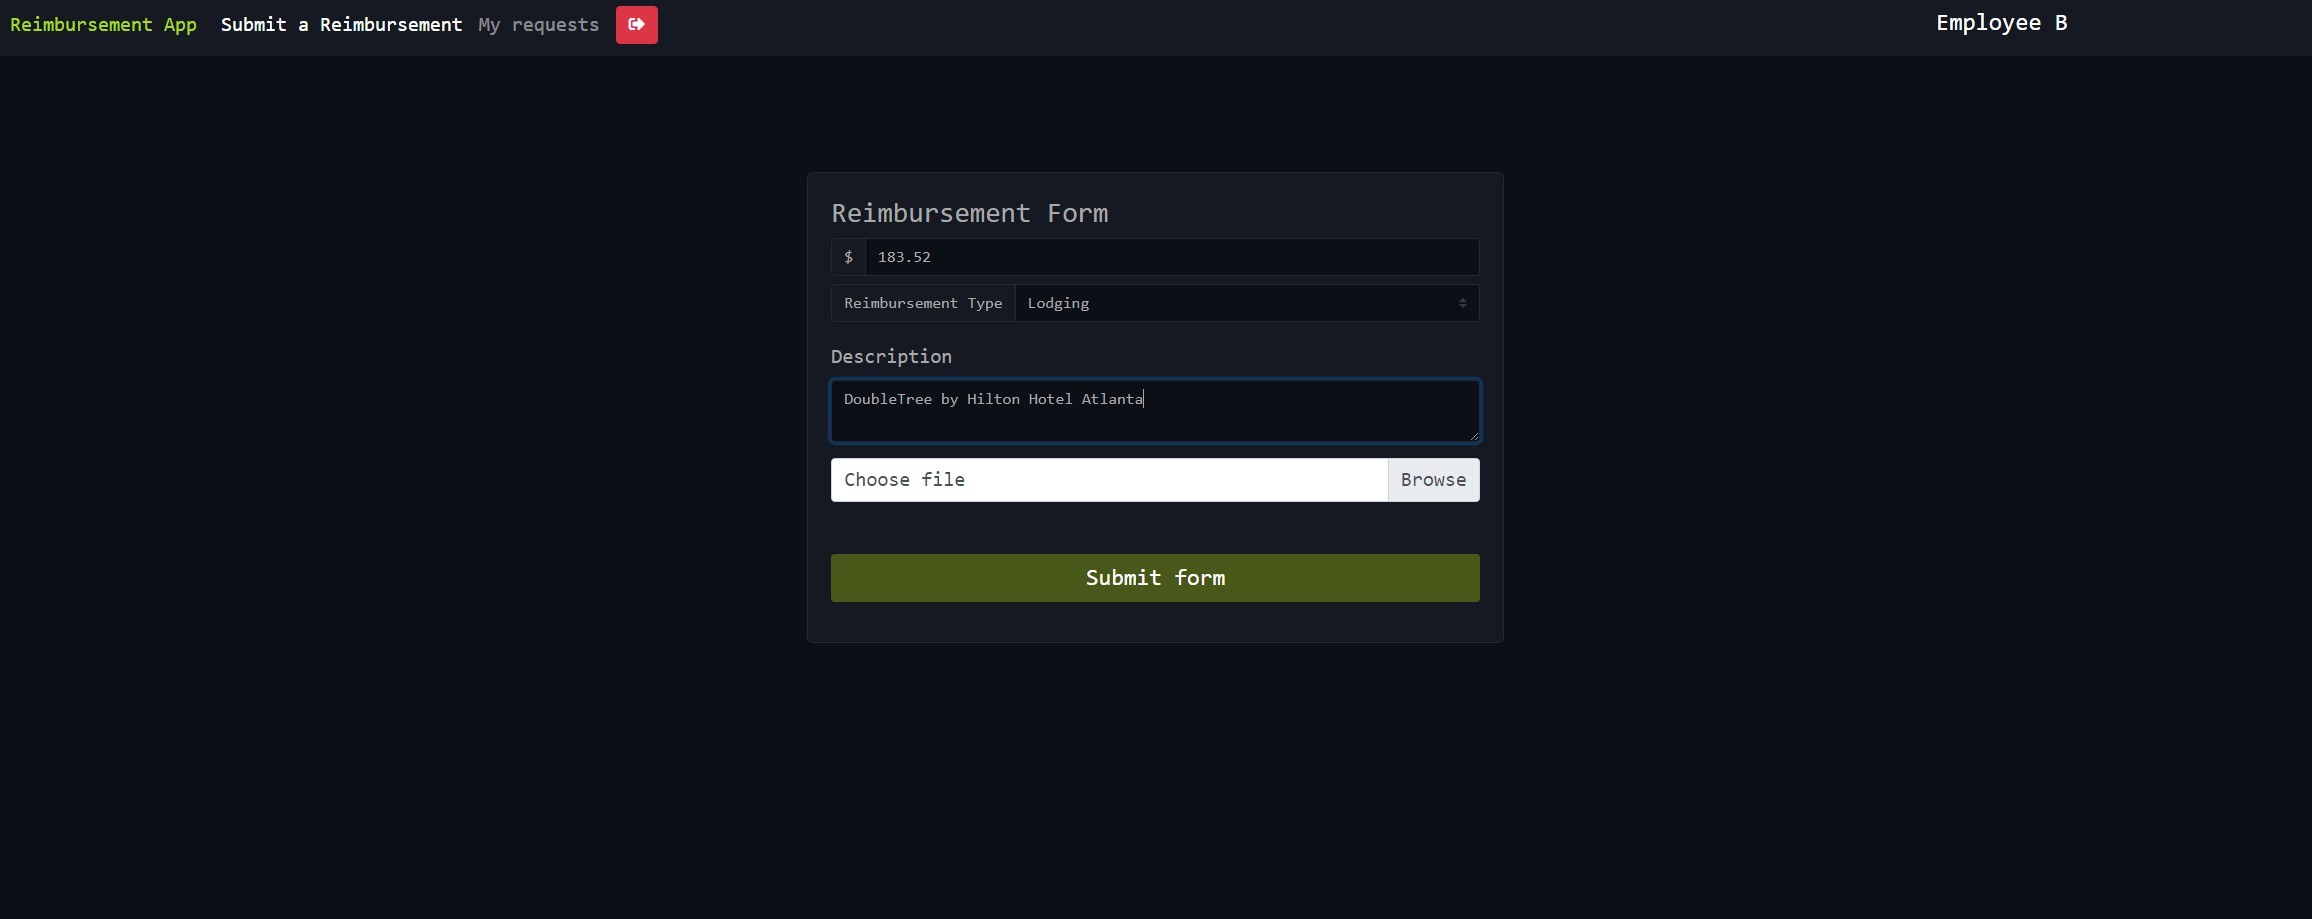 Reimbursement App Submit a Reimbursement My requests Employee B
Reimbursement Form
$ 183.52
Reimbursement Type Lodging
Description
DoubleTree by Hilton Hotel Atlanta
Choose file Browse
Submit form